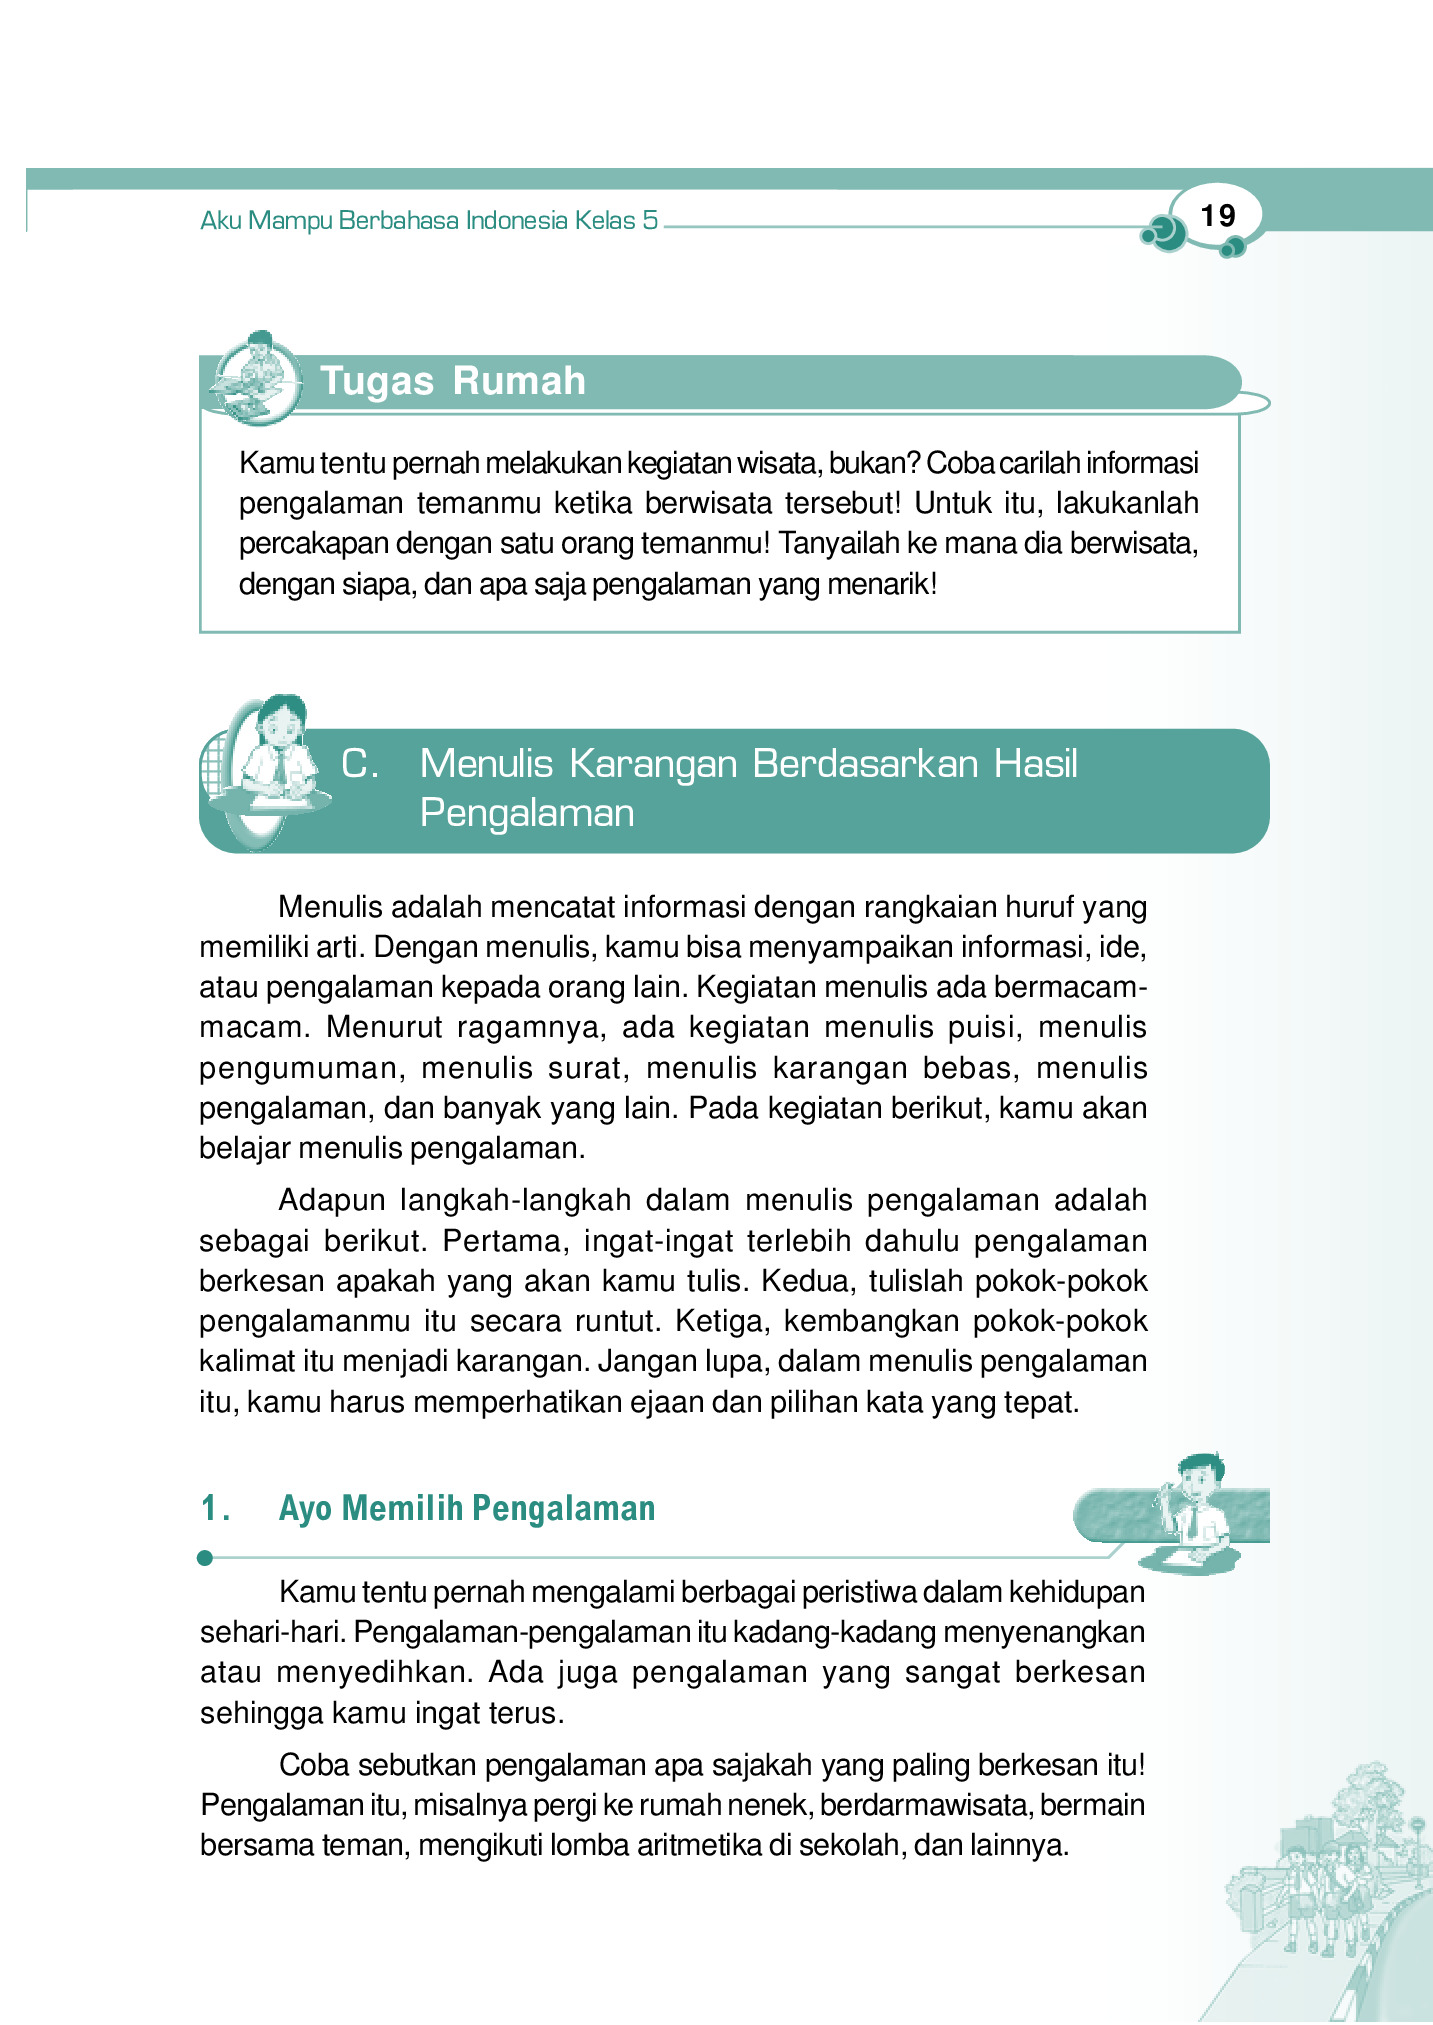 Aku Mampu Berbahasa Indonesia Kelas 5
19
Tugas Rumah
Kamu tentu pernah melakukan kegiatan wisata, bukan? Coba carilah informasi
pengalaman temanmu ketika berwisata tersebut! Untuk itu, lakukanlah
percakapan dengan satu orang temanmu! Tanyailah ke mana dia berwisata,
dengan siapa, dan apa saja pengalaman yang menarik!
C. Menulis Karangan Berdasarkan Hasil
Pengalaman
Menulis adalah mencatat informasi dengan rangkaian huruf yang
memiliki arti. Dengan menulis, kamu bisa menyampaikan informasi, ide,
atau pengalaman kepada orang lain. Kegiatan menulis ada bermacam-
macam. Menurut ragamnya, ada kegiatan menulis puisi, menulis
pengumuman, menulis surat, menulis karangan bebas, menulis
pengalaman, dan banyak yang lain. Pada kegiatan berikut, kamu akan
belajar menulis pengalaman.
Adapun langkah-langkah dalam menulis pengalaman adalah
sebagai berikut. Pertama, ingat-ingat terlebih dahulu pengalaman
berkesan apakah yang akan kamu tulis. Kedua, tulislah pokok-pokok
pengalamanmu itu secara runtut. Ketiga, kembangkan pokok-pokok
kalimat itu menjadi karangan. Jangan lupa, dalam menulis pengalaman
itu, kamu harus memperhatikan ejaan dan pilihan kata yang tepat.
1. Ayo Memilih Pengalaman
Kamu tentu pernah mengalami berbagai peristiwa dalam kehidupan
sehari-hari. Pengalaman-pengalaman itu kadang-kadang menyenangkan
atau menyedihkan. Ada juga pengalaman yang sangat berkesan
sehingga kamu ingat terus.
Coba sebutkan pengalaman apa sajakah yang paling berkesan itu!
Pengalaman itu, misalnya pergi ke rumah nenek, berdarmawisata, bermain
bersama teman, mengikuti lomba aritmetika di sekolah, dan lainnya.